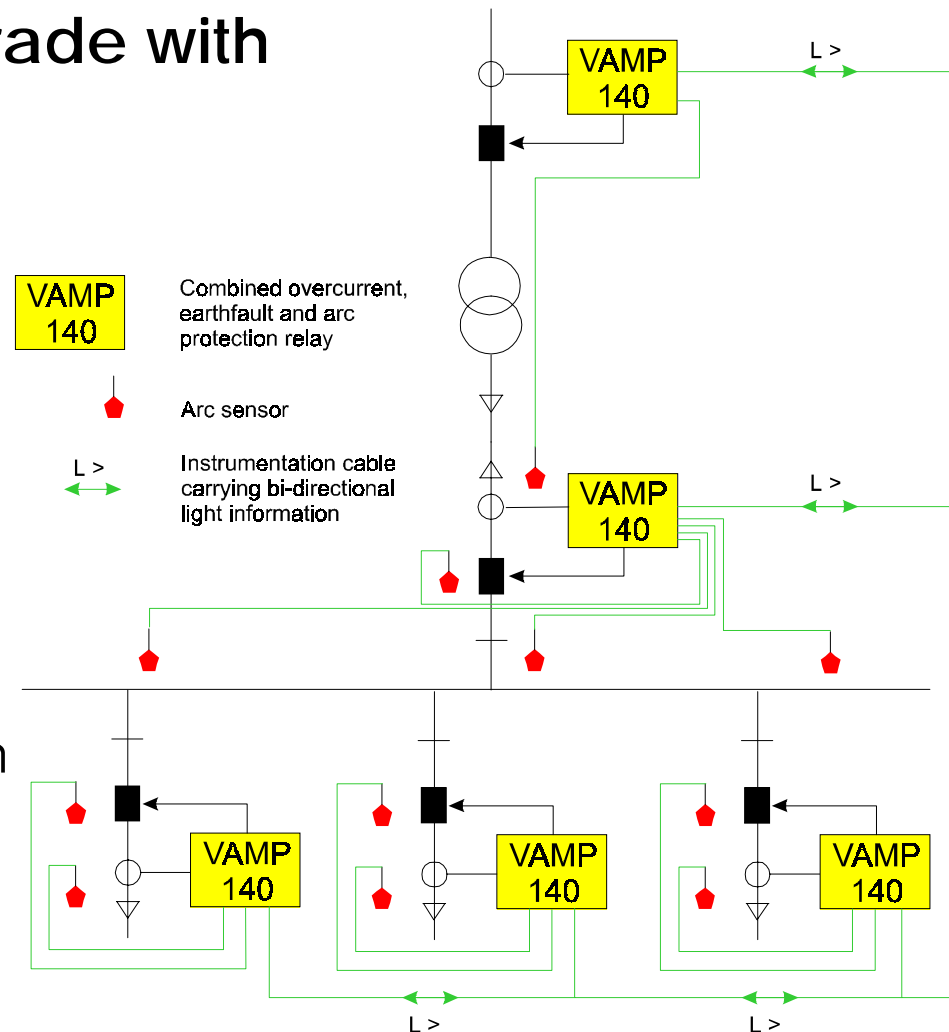 with
VAMP
140
L >
VAMP
140
Combined overcurrent,
earthfault and arc
protection relay
Arc sensor
L >
Instrumentation cable
carrying bi-directional
light information
VAMP
140
L >
VAMP
140
VAMP
140
VAMP
140
L >
L >